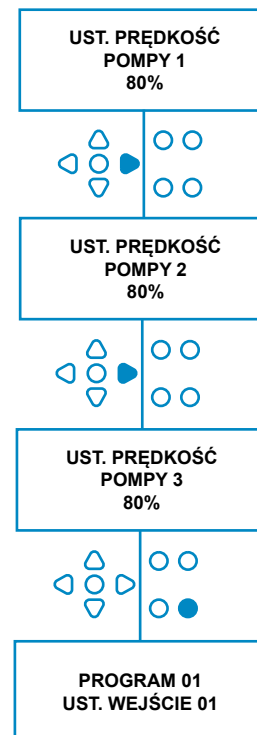 UST. PRĘDKOŚĆ
POMPY 1
80%
UST. PRĘDKOŚĆ
POMPY 2
80%
UST. PRĘDKOŚĆ
POMPY 3
80%
PROGRAM 01
UST. WEJŚCIE 01